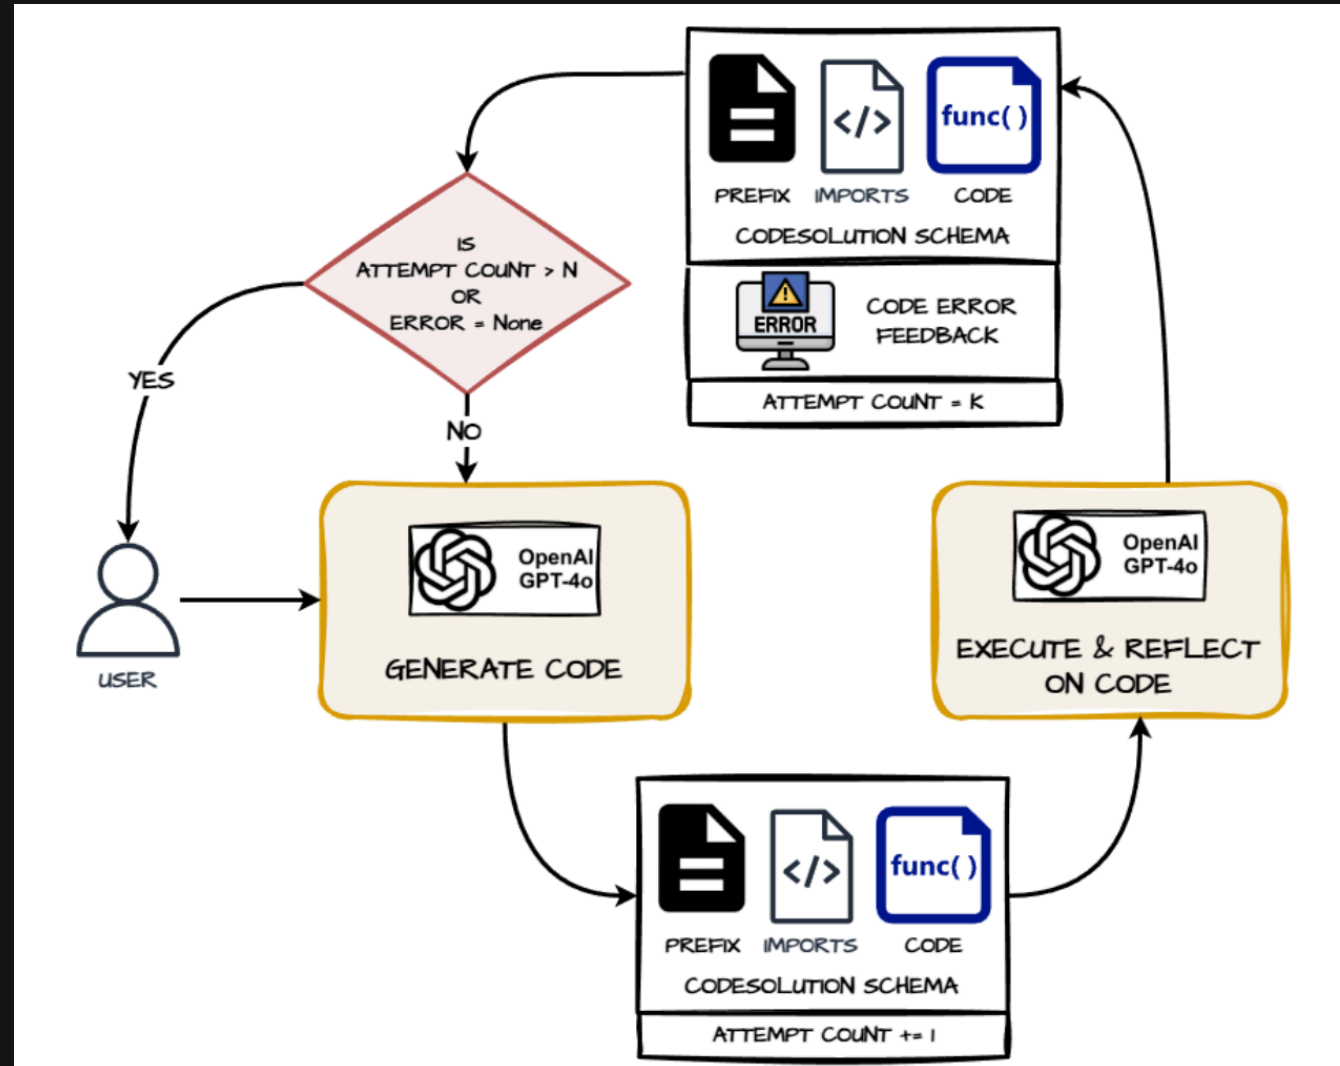 PREFIX
IMPORTS
</>
func( )
CODE
CODESOLUTION SCHEMA
ERROR
CODE ERROR
FEEDBACK
ATTEMPT COUNT = K
IS
ATTEMPT COUNT > N
OR
ERROR = None
YES
NO
USER
OpenAI
GPT-4o
GENERATE CODE
OpenAI
GPT-4o
EXECUTE & REFLECT
ON CODE
</>
func( )
PREFIX
IMPORTS
CODE
CODESOLUTION SCHEMA
ATTEMPT COUNT += 1